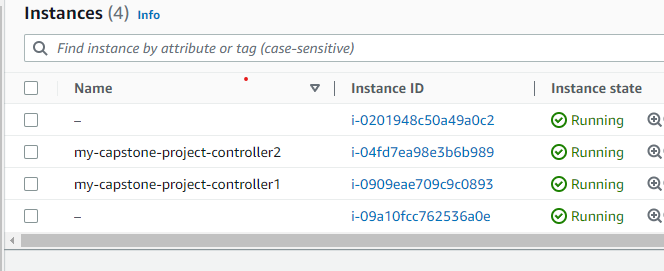 Instances (4) Info
Find instance by attribute or tag (case-sensitive)
Name Instance ID Instance state
– i-0201948c50a49a0c2 Running
my-capstone-project-controller2 i-04fd7ea98e3b6b989 Running
my-capstone-project-controller1 i-0909eae709c9c0893 Running
– i-09a10fcc762536a0e Running